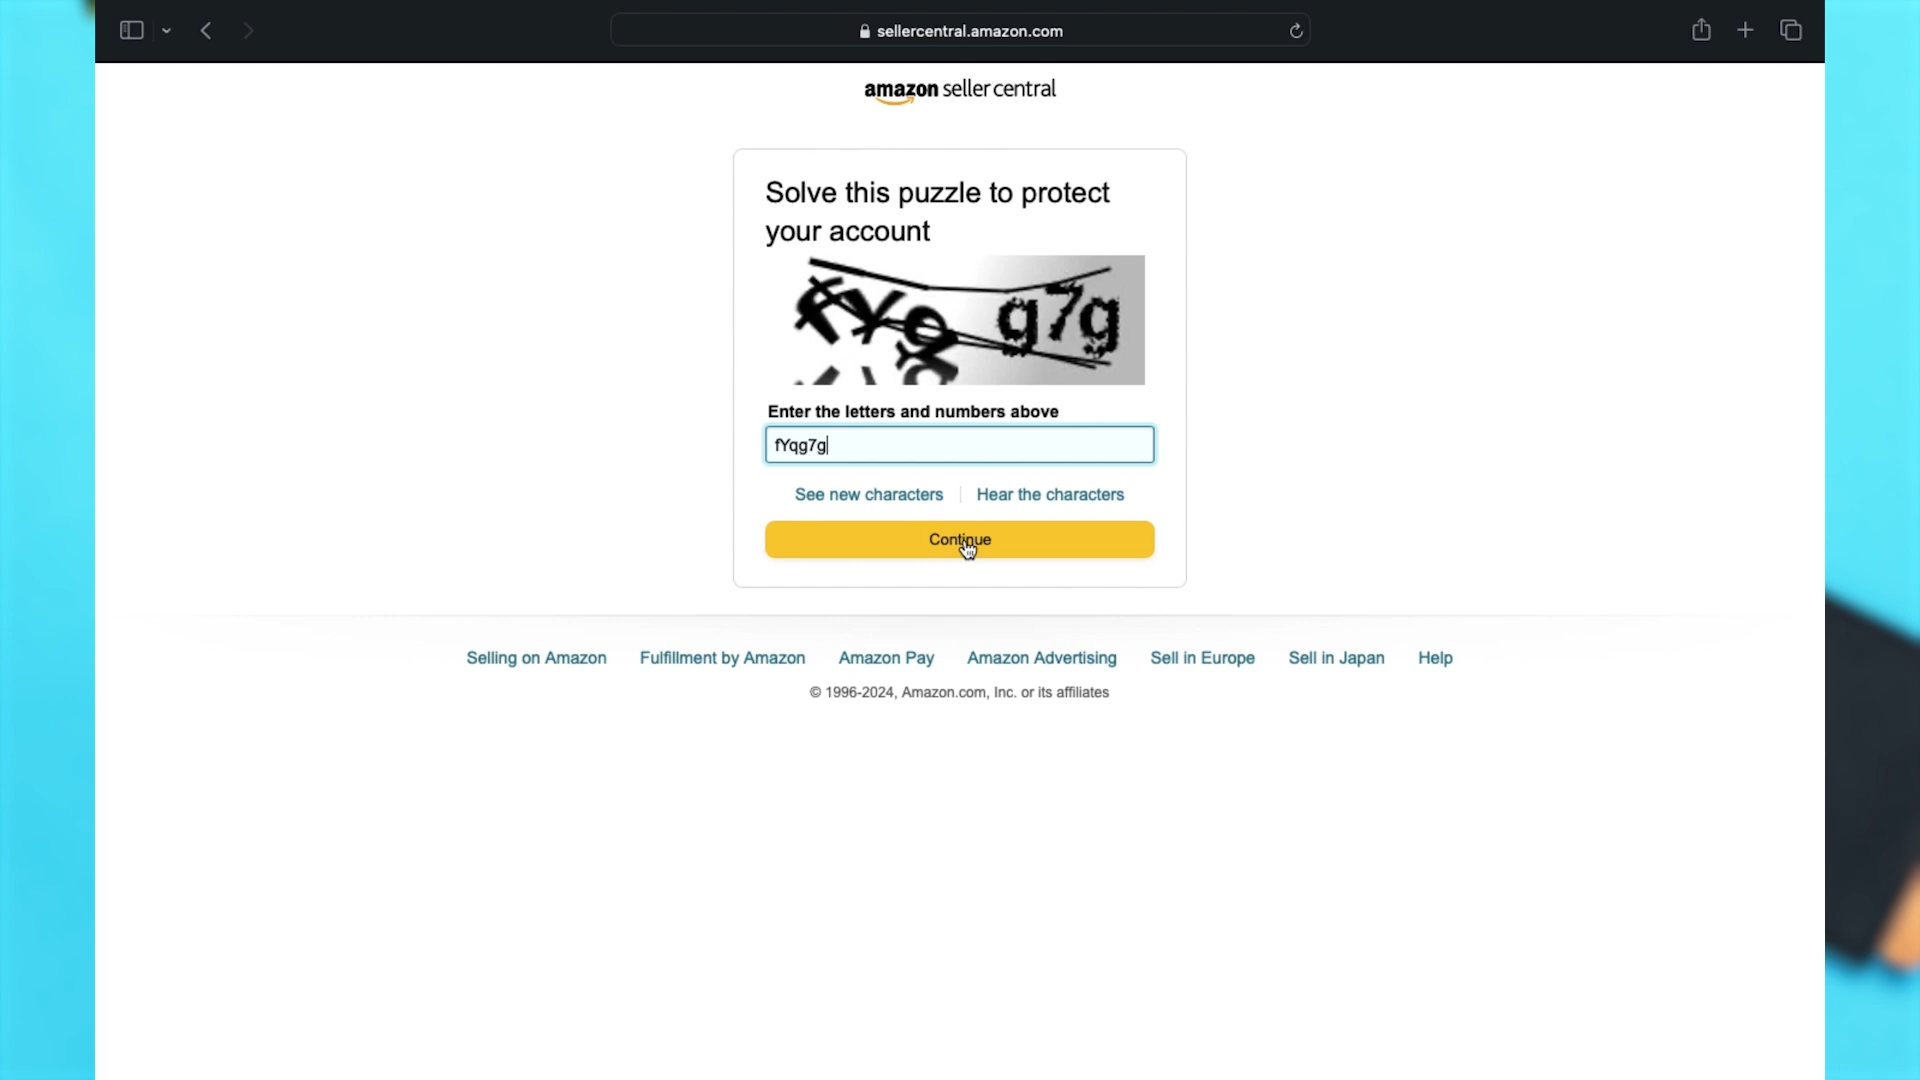 sellercentral.amazon.com
amazon seller central
Solve this puzzle to protect
your account
Enter the letters and numbers above
fYqg7g
See new characters
Hear the characters
Continue
Selling on Amazon
Fulfillment by Amazon
Amazon Pay
Amazon Advertising
Sell in Europe
Sell in Japan
Help
© 1996-2024, Amazon.com, Inc. or its affiliates